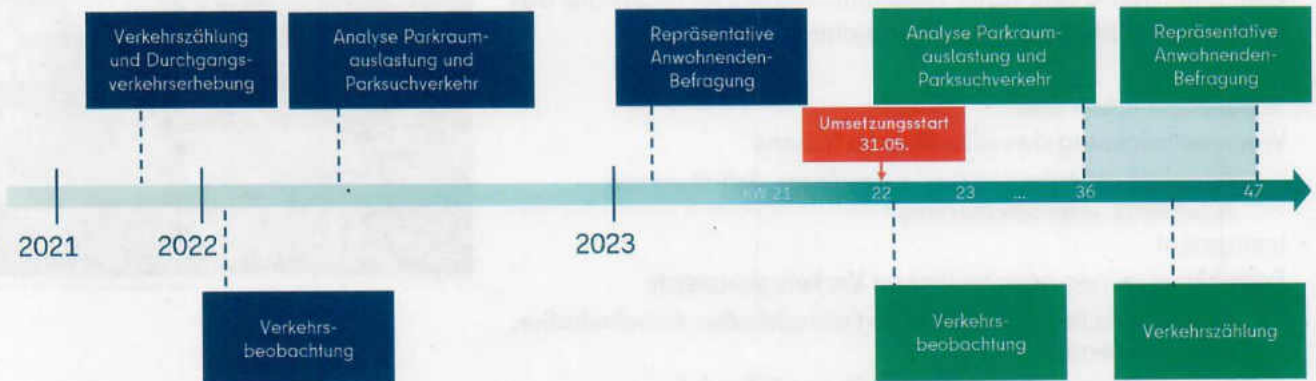 Verkehrszählung
und Durchgangs-
verkehrserhebung
Analyse Parkraum-
auslastung und
Parksuchverkehr
Repräsentative
Anwohnenden-
Befragung
Analyse Parkraum-
auslastung und
Parksuchverkehr
Repräsentative
Anwohnenden-
Befragung
Umsetzungsstart
31.05.
KW 21
22
23
...
36
47
2021
2022
2023
Verkehrs-
beobachtung
Verkehrs-
beobachtung
Verkehrszählung